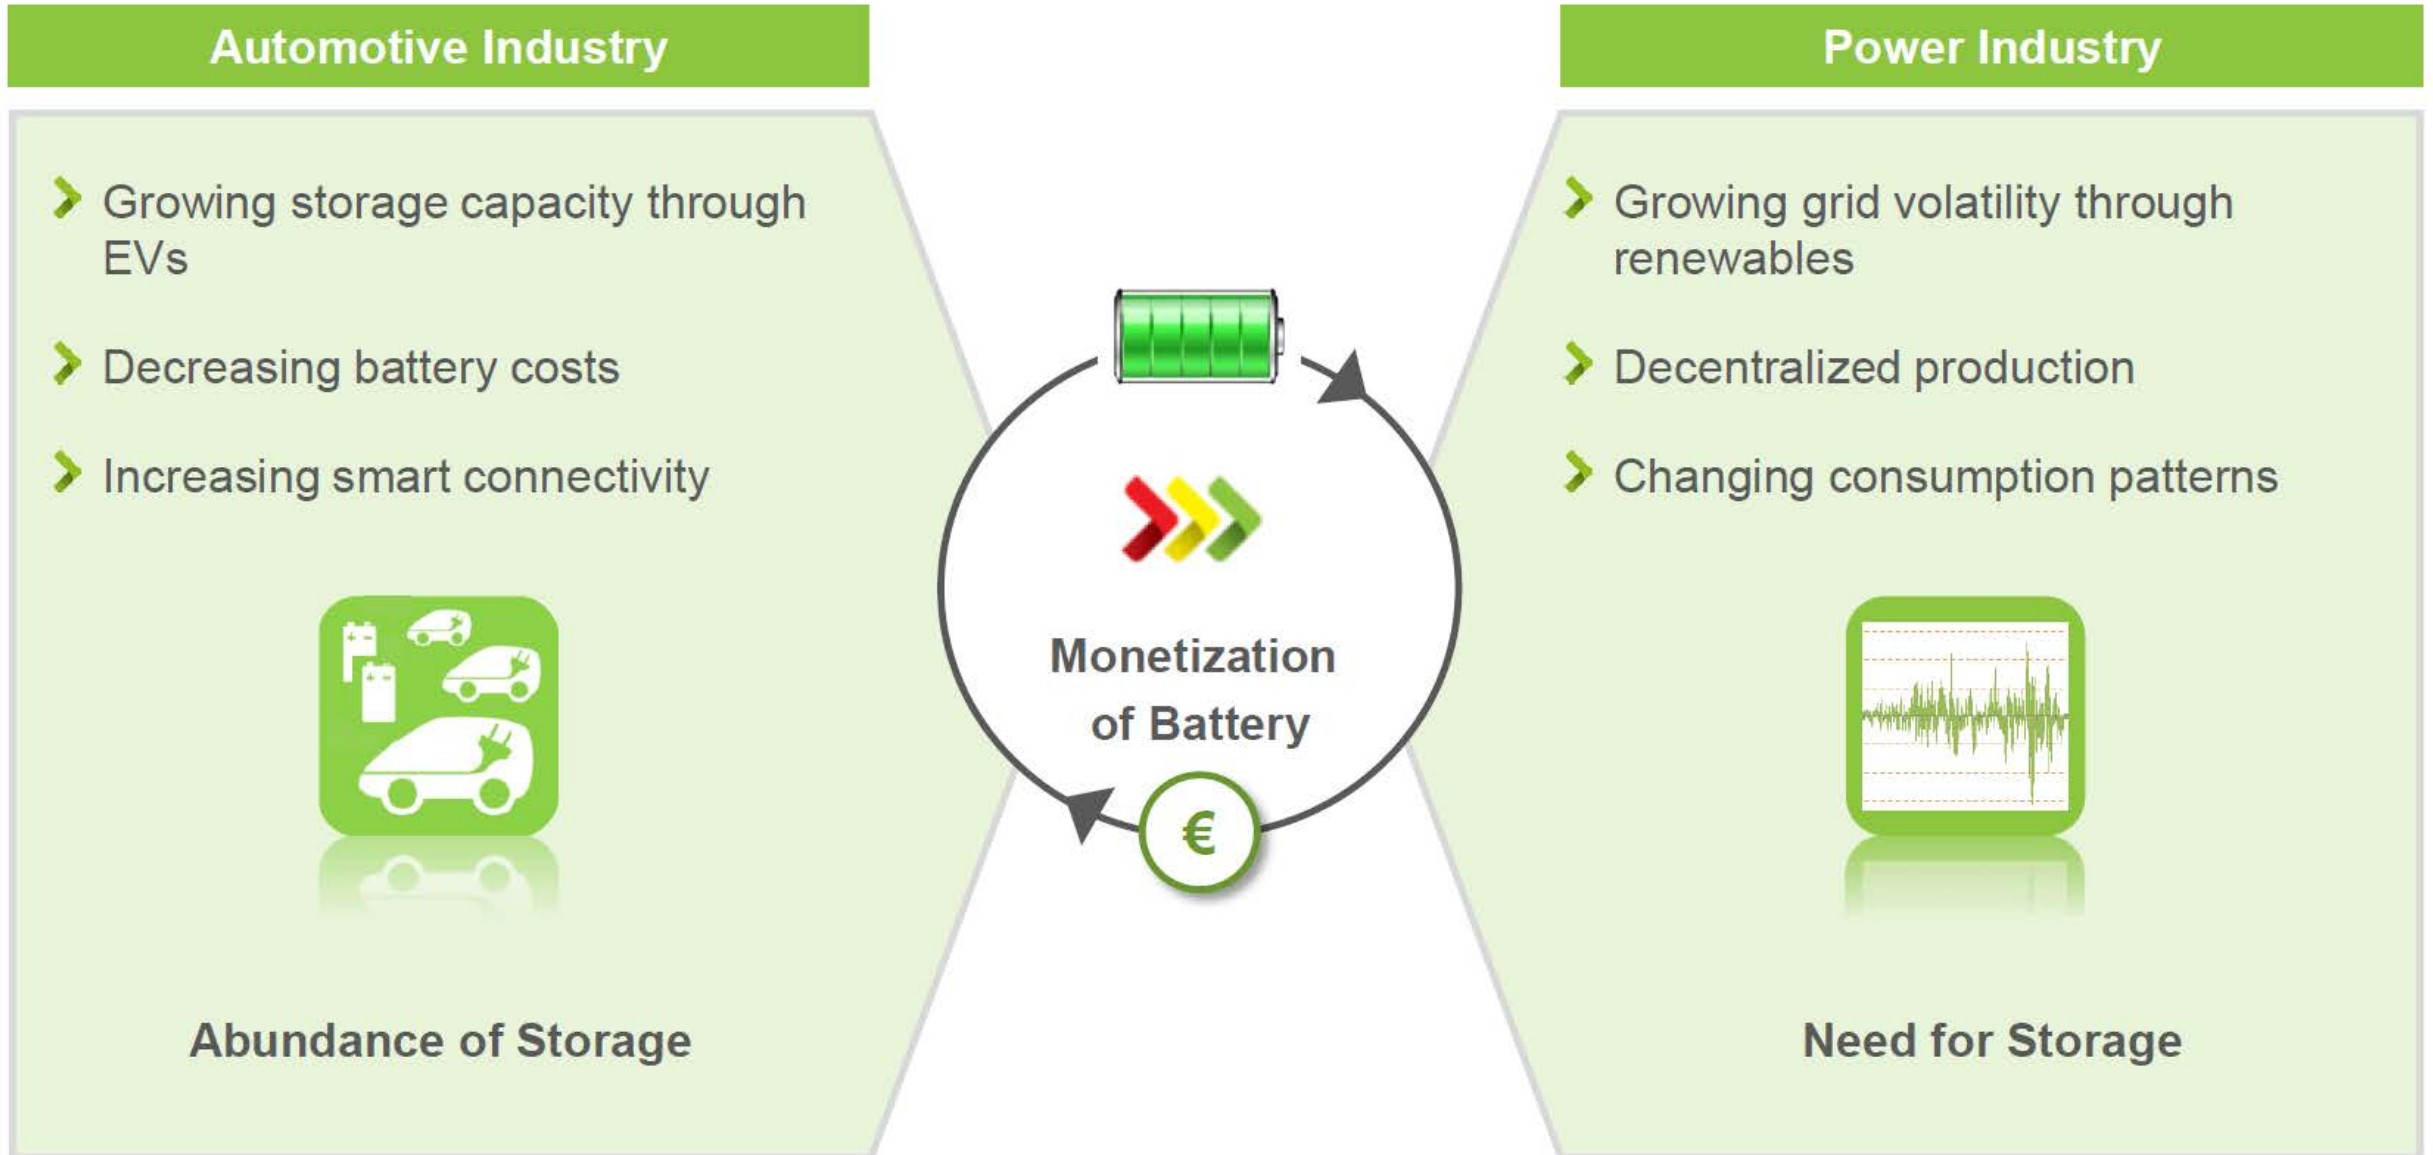 Automotive Industry
Growing storage capacity through
EVs
Decreasing battery costs
Increasing smart connectivity
Abundance of Storage
Monetization
of Battery
€
Power Industry
Growing grid volatility through
renewables
Decentralized production
Changing consumption patterns
Need for Storage